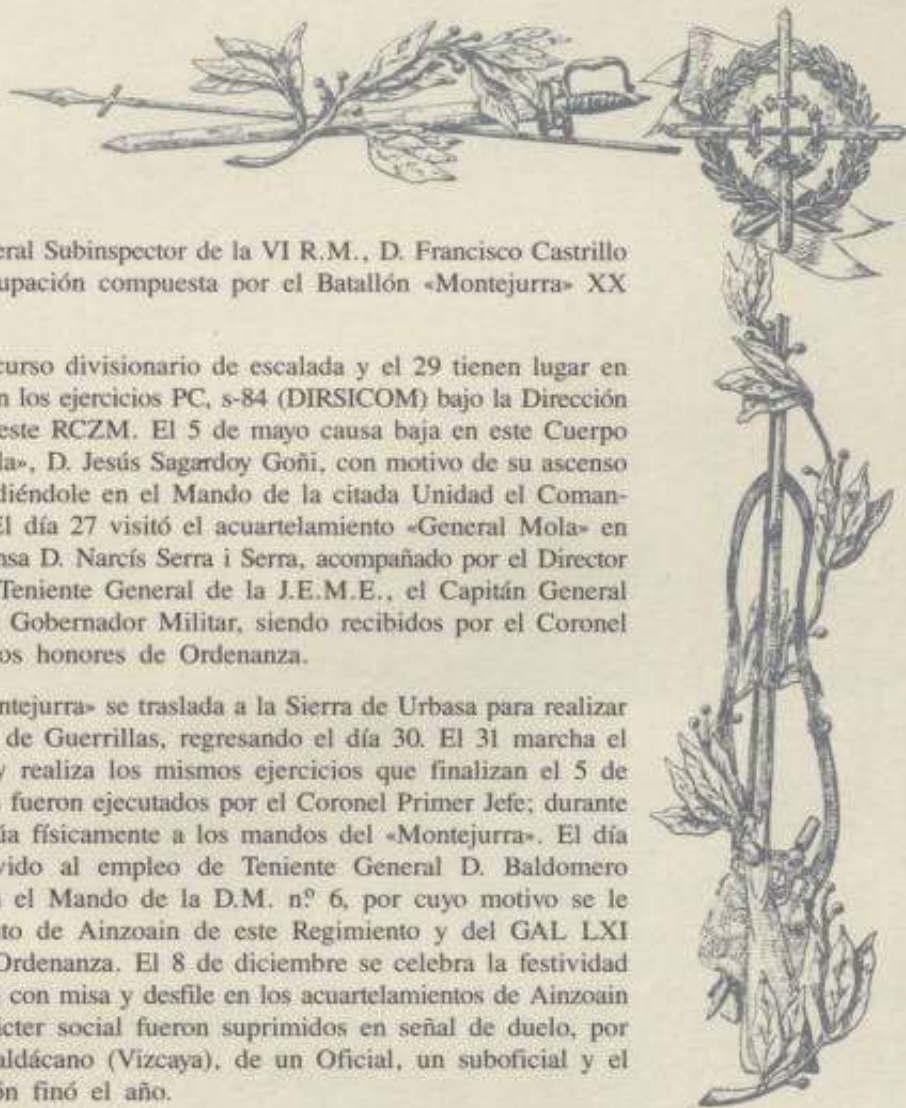 eral Subinspector de la VI R.M., D. Francisco Castrillo
upación compuesta por el Batallón «Montejurra» XX
curso divisionario de escalada y el 29 tienen lugar en
n los ejercicios PC, s-84 (DIRSICOM) bajo la Dirección
este RCZM. El 5 de mayo causa baja en este Cuerpo
la», D. Jesús Sagardoy Goñi, con motivo de su ascenso
diéndole en el Mando de la citada Unidad el Coman-
El día 27 visitó el acuartelamiento «General Mola» en
nsa D. Narcís Serra i Serra, acompañado por el Director
Teniente General de la J.E.M.E., el Capitán General
Gobernador Militar, siendo recibidos por el Coronel
os honores de Ordenanza.
ntejurra» se traslada a la Sierra de Urbasa para realizar
de Guerrillas, regresando el día 30. El 31 marcha el
y realiza los mismos ejercicios que finalizan el 5 de
s fueron ejecutados por el Coronel Primer Jefe; durante
úa físicamente a los mandos del «Montejurra». El día
vido al empleo de Teniente General D. Baldomero
n el Mando de la D.M. nº 6, por cuyo motivo se le
nto de Ainzoain de este Regimiento y del GAL LXI
Ordenanza. El 8 de diciembre se celebra la festividad
con misa y desfile en los acuartelamientos de Ainzoain
ácter social fueron suprimidos en señal de duelo, por
aldácano (Vizcaya), de un Oficial, un suboficial y el
ón finó el año.